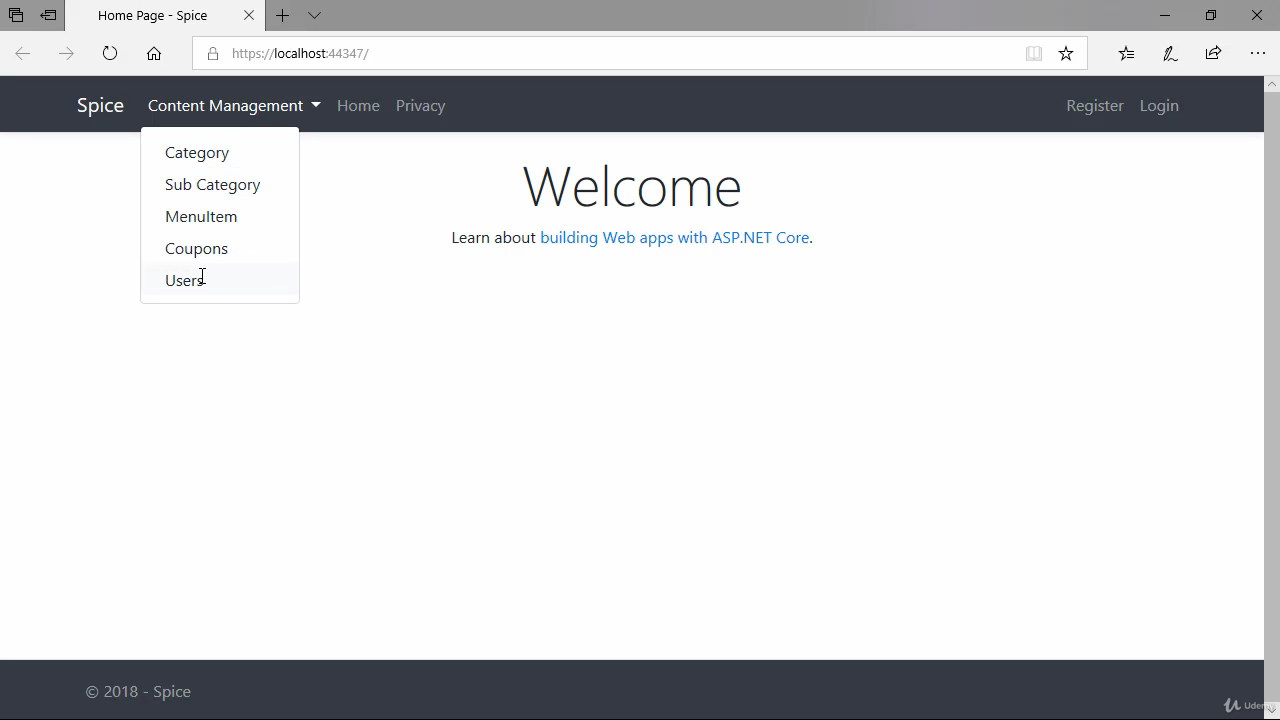 Home Page - Spice
https://localhost:44347/
Spice
Content Management
Home
Privacy
Register
Login
Category
Sub Category
MenuItem
Coupons
Users
Welcome
Learn about building Web apps with ASP.NET Core.
© 2018 - Spice